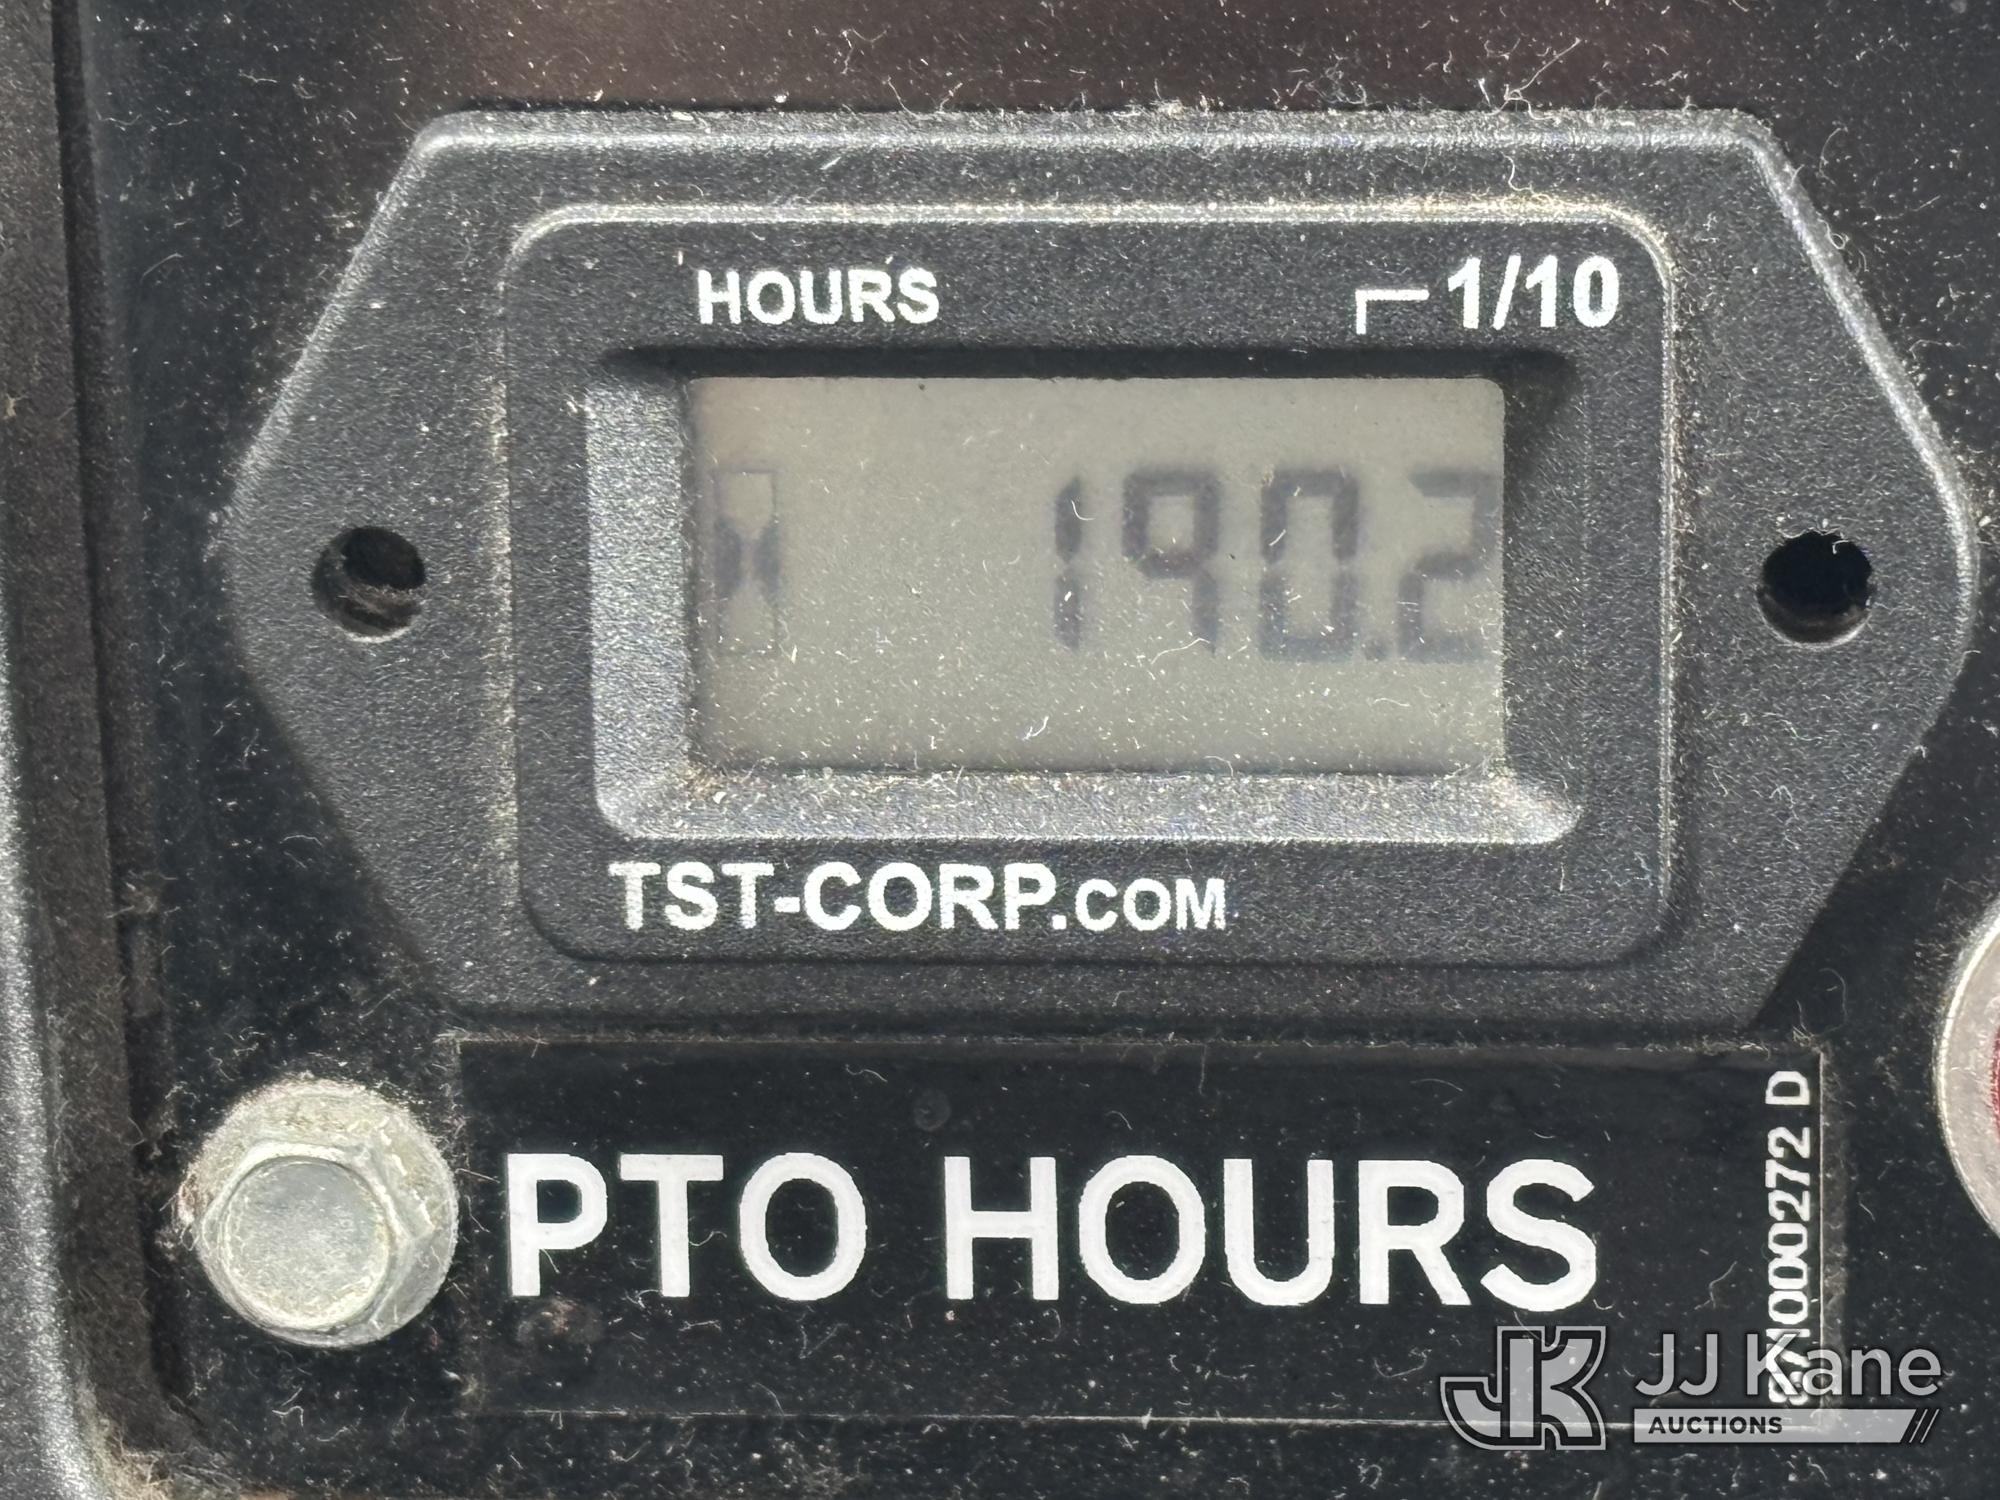 HOURS 1/10
190.2
TST-CORP.COM
PTO HOURS
JJ Kane
AUCTIONS